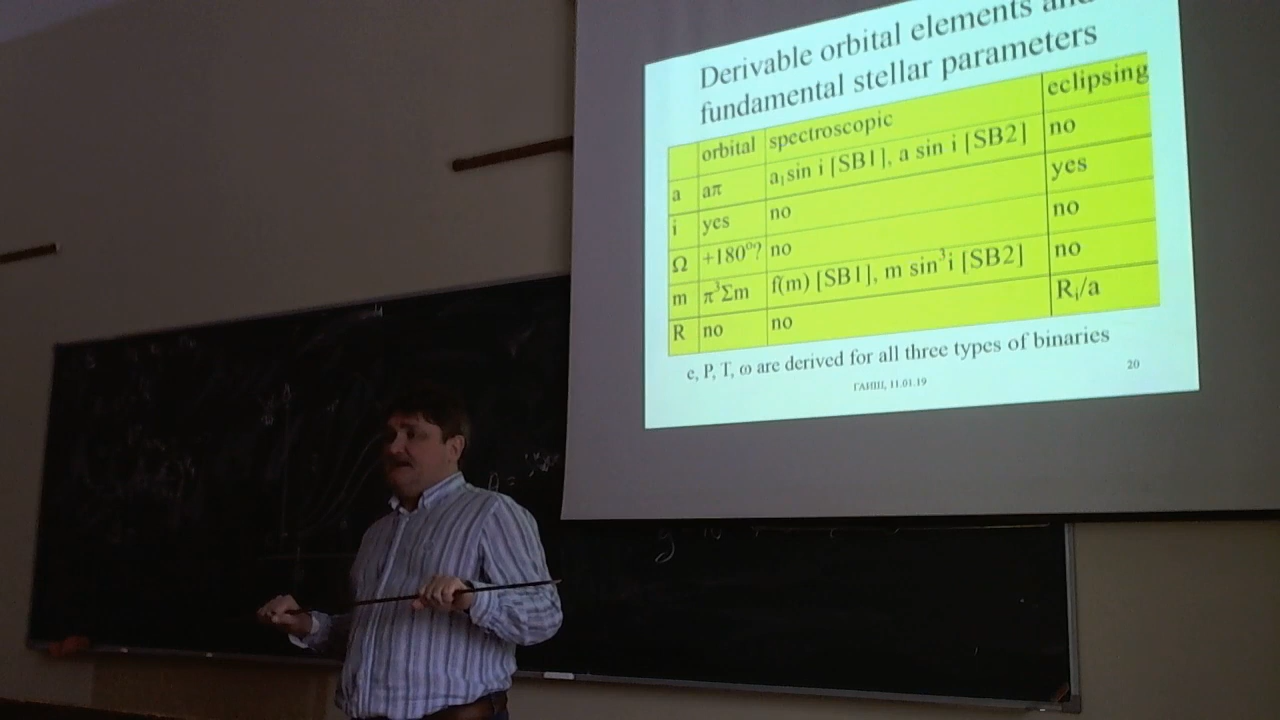 Derivable orbital elements and
fundamental stellar parameters
orbital spectroscopic eclipsing
a aπ a₁sin i [SB1], a sin i [SB2] no
i yes no yes
Ω +180°? no no
m π³Σm f(m) [SB1], m sin³i [SB2] no
R no no Rᵢ/a
e, P, T, ω are derived for all three types of binaries
ГАИШ, 11.01.19
20